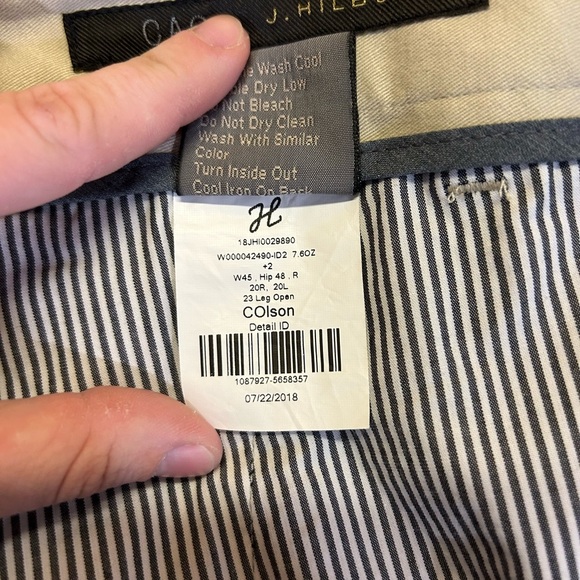 J. HILBU
Wash Cool
Dry Low
Not Bleach
Do Not Dry Clean
Wash With Similar
Color
Turn Inside Out
Cool Iron On Back
JH
18JHI0029890
W000042490-ID2 7.6OZ
+2
W45 , Hip 48 , R
20R, 20L
23 Leg Open
COlson
Detail ID
1087927-5658357
07/22/2018